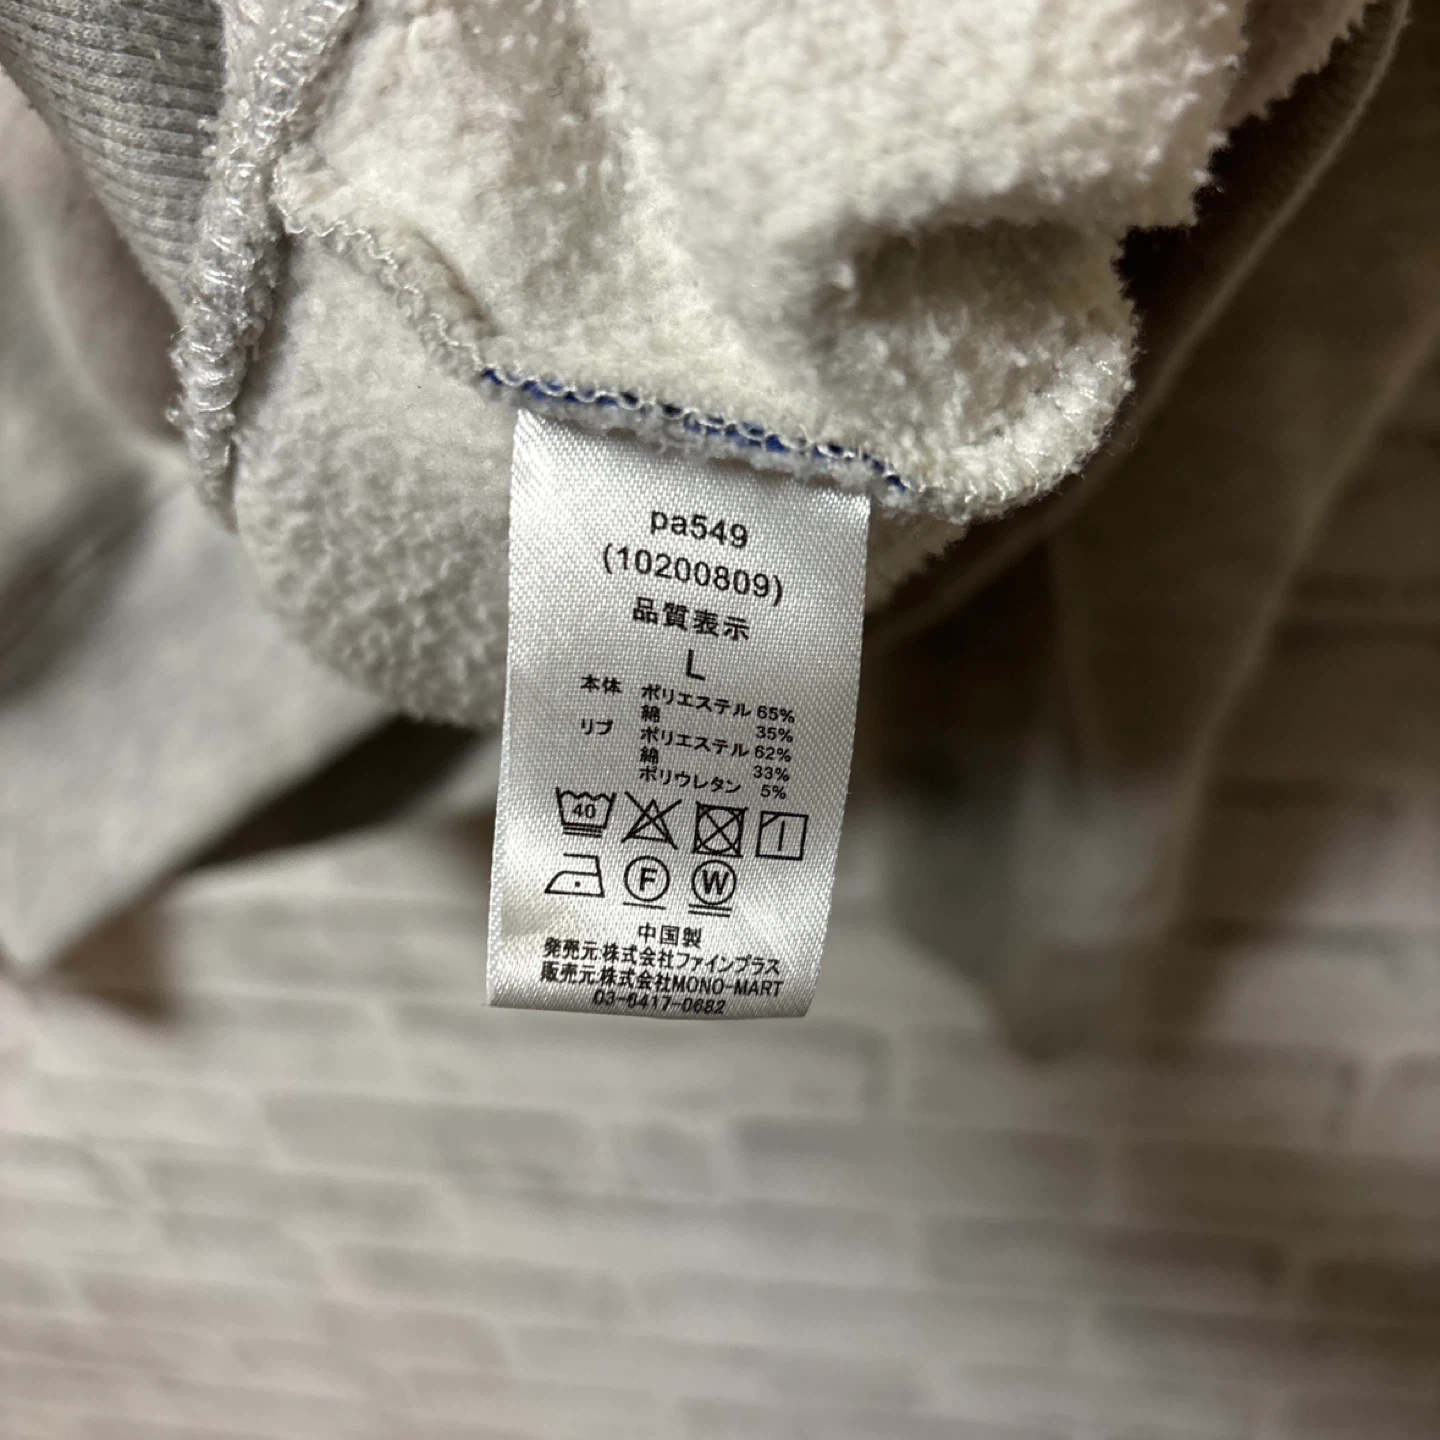 pa549
(10200809)
品質表示
L
本体 ポリエステル 65%
綿 35%
リブ ポリエステル 62%
綿 33%
ポリウレタン 5%
40
F W
中国製
発売元:株式会社ファインプラス
販売元:株式会社MONO-MART
03-6417-0682